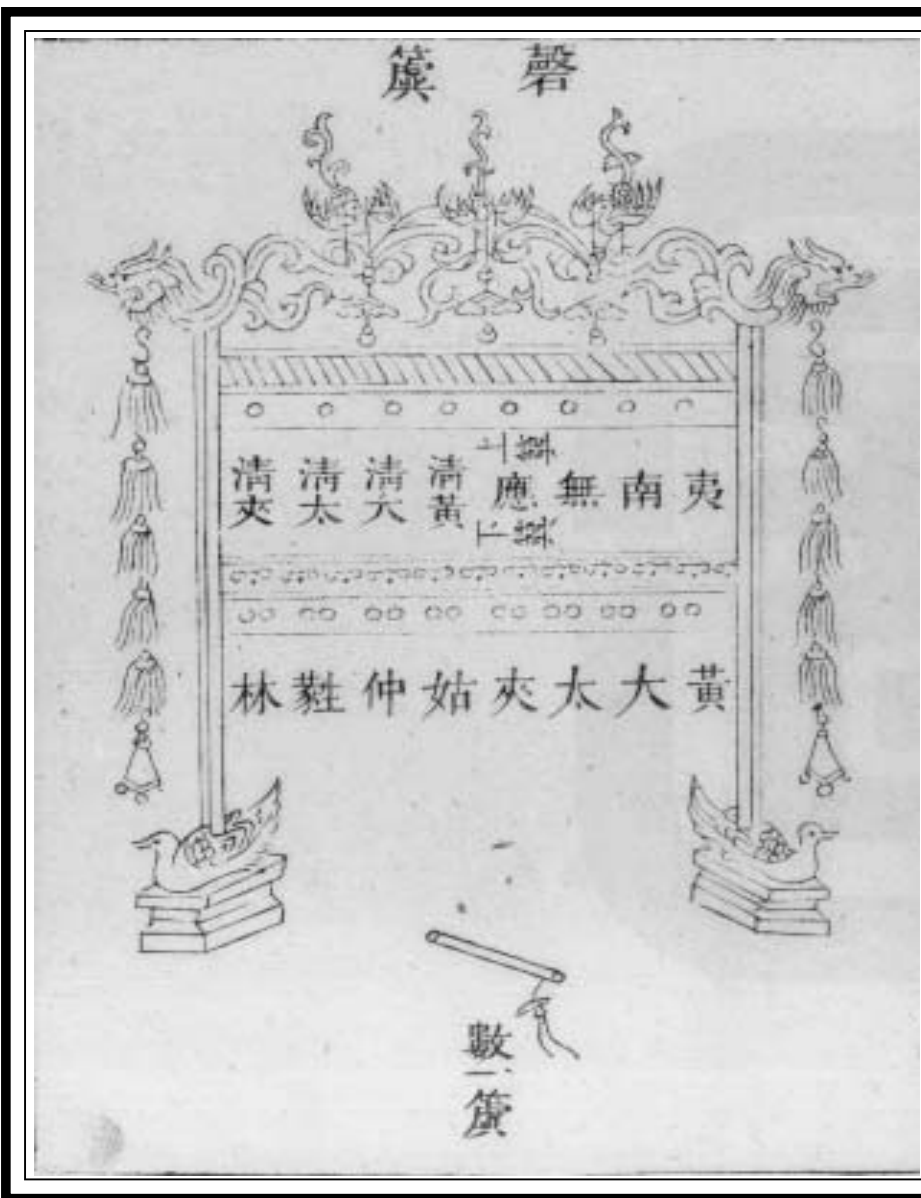 磬簴
夷 南 無 應 清黃 清大 清太 清夾
黃 大 太 夾 姑 仲 蕤 林
數一簴